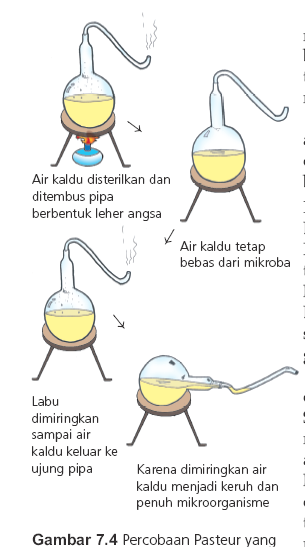 Air kaldu disterilkan dan
ditembus pipa
berbentuk leher angsa
Air kaldu tetap
bebas dari mikroba
Labu
dimiringkan
sampai air
kaldu keluar ke
ujung pipa
Karena dimiringkan air
kaldu menjadi keruh dan
penuh mikroorganisme
Gambar 7.4 Percobaan Pasteur yang